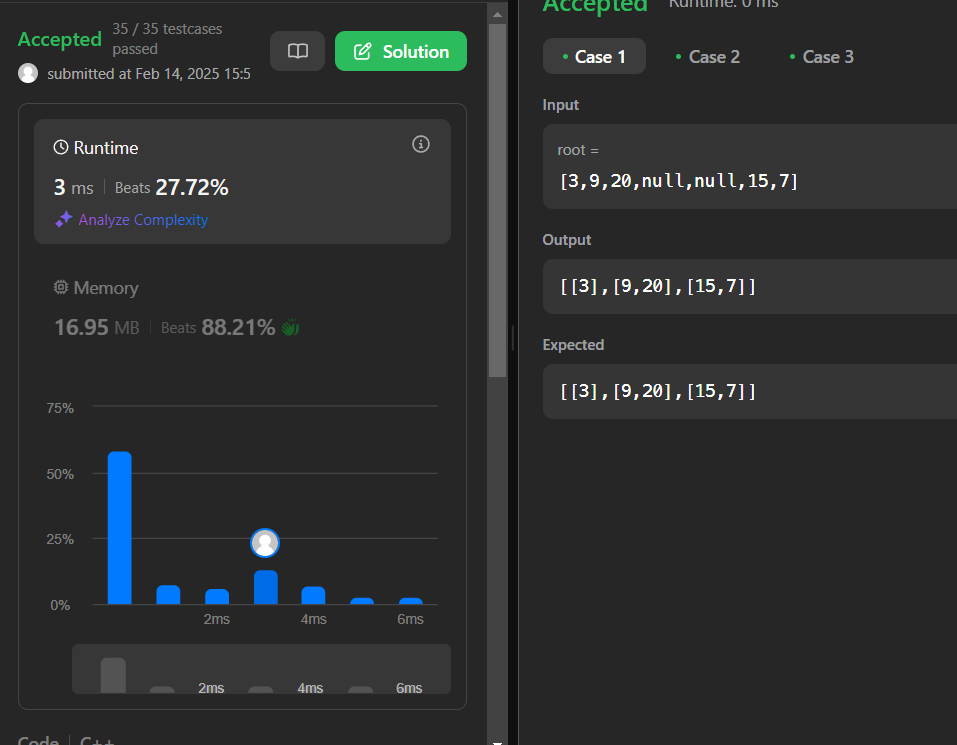 Accepted
35 / 35 testcases
passed
submitted at Feb 14, 2025 15:5
Solution
Runtime
3 ms
Beats 27.72%
Analyze Complexity
Memory
16.95 MB
Beats 88.21%
75%
50%
25%
0%
2ms
4ms
6ms
2ms
4ms
6ms
Code
C++
Accepted
Runtime: 0 ms
Case 1
Case 2
Case 3
Input
root =
[3,9,20,null,null,15,7]
Output
[[3],[9,20],[15,7]]
Expected
[[3],[9,20],[15,7]]